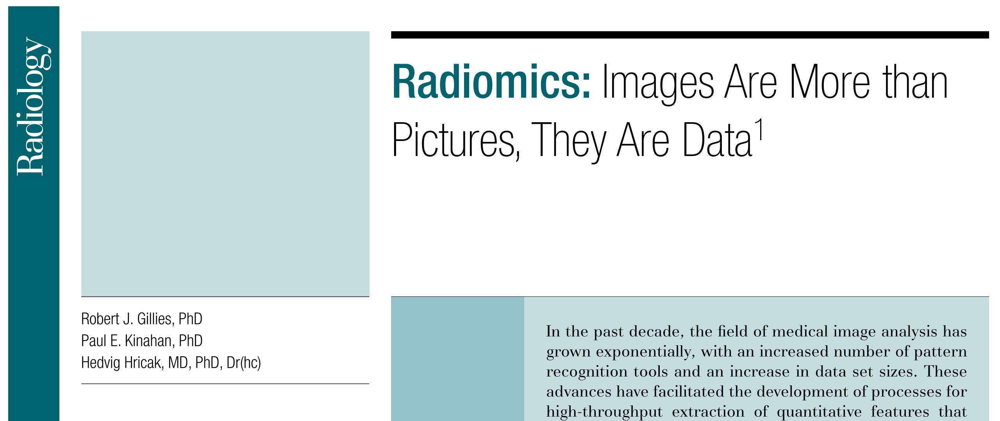 Radiology
Radiomics: Images Are More than
Pictures, They Are Data1
Robert J. Gillies, PhD
Paul E. Kinahan, PhD
Hedvig Hricak, MD, PhD, Dr(hc)
In the past decade, the field of medical image analysis has
grown exponentially, with an increased number of pattern
recognition tools and an increase in data set sizes. These
advances have facilitated the development of processes for
high-throughput extraction of quantitative features that